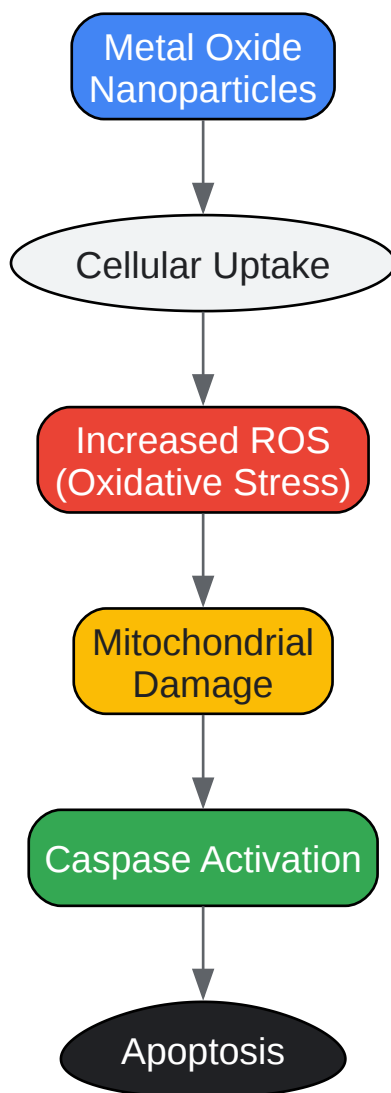 Metal Oxide
Nanoparticles
Cellular Uptake
Increased ROS
(Oxidative Stress)
Mitochondrial
Damage
Caspase Activation
Apoptosis